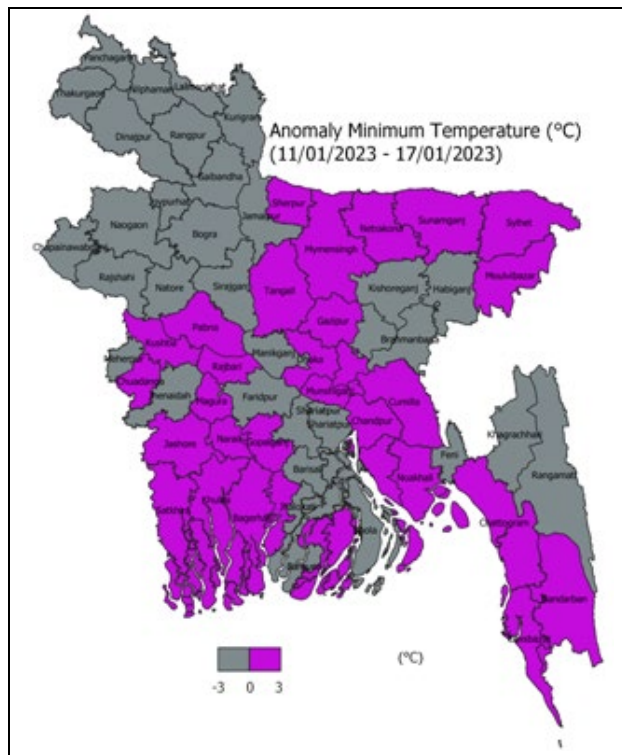 Panchagarh
Thakurgaon
Nilphamari
Lalmonirhat
Kurigram
Dinajpur
Rangpur
Anomaly Minimum Temperature (°C)
(11/01/2023 - 17/01/2023)
Gaibandha
Sherpur
Joypurhat
Jamalpur
Naogaon
Bogra
Mymensingh
Netrakona
Sunamganj
Sylhet
Rajshahi
Natore
Sirajganj
Tangail
Kishoreganj
Habiganj
Moulvibazar
Pabna
Gazipur
Kushtia
Meherpur
Rajbari
Manikganj
Dhaka
Chuadanga
Jhenaidah
Magura
Faridpur
Munshiganj
Cumilla
Shariatpur
Shariatpur
Chandpur
Khagrachhari
Jashore
Narail
Gopalganj
Feni
Rangamati
Barisal
Noakhali
Satkhira
Khulna
Bagerhat
Bhola
Chattogram
Barguna
Bandarban
(°C)
-3 0 3